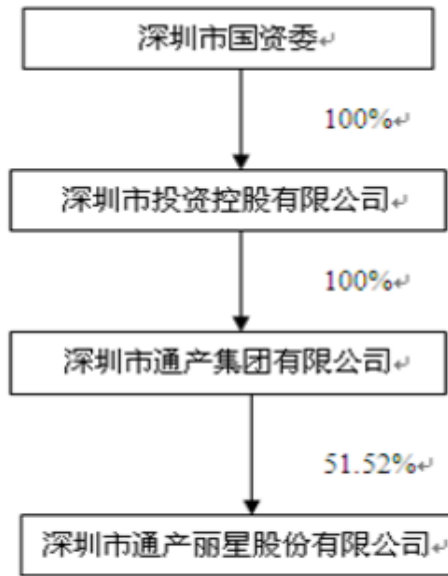 深圳市国资委
100%
深圳市投资控股有限公司
100%
深圳市通产集团有限公司
51.52%
深圳市通产丽星股份有限公司